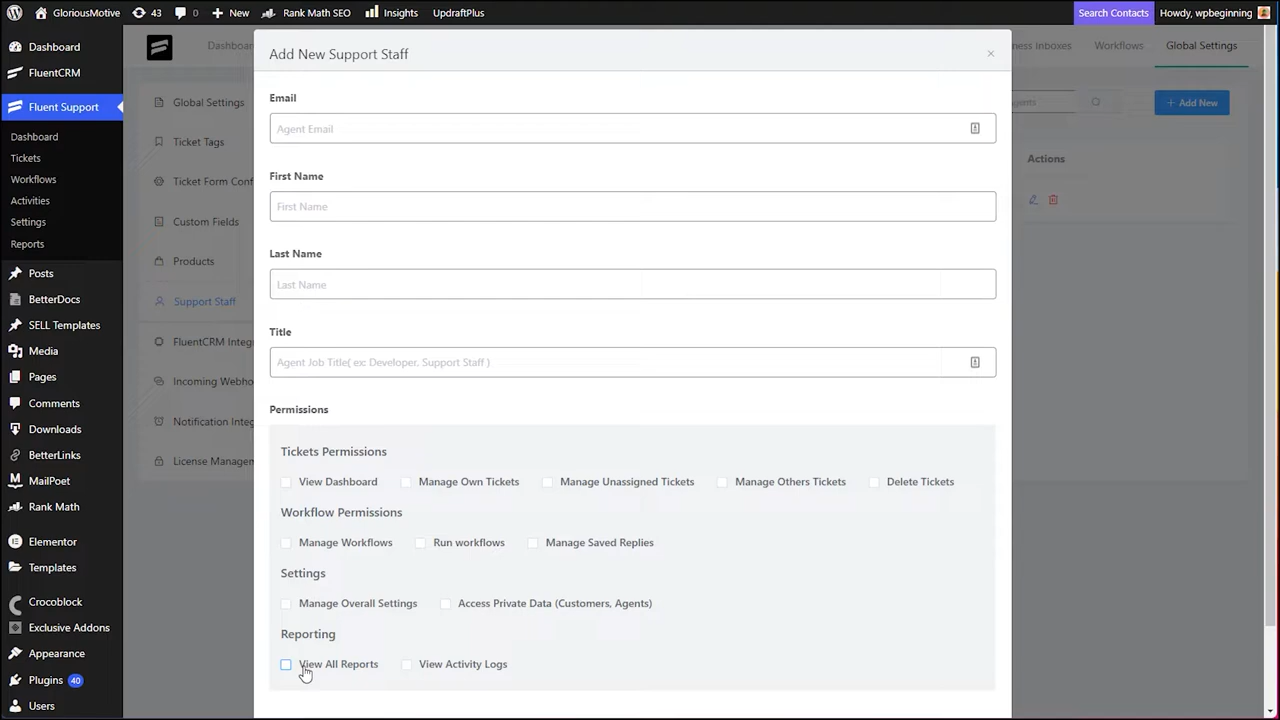 GloriousMotive 43 0 + New Rank Math SEO Insights UpdraftPlus Search Contacts Howdy, wpbeginning
Dashboard
FluentCRM
Fluent Support
Dashboard
Tickets
Workflows
Activities
Settings
Reports
Posts
BetterDocs
SELL Templates
Media
Pages
Comments
Downloads
BetterLinks
MailPoet
Rank Math
Elementor
Templates
Crocoblock
Exclusive Addons
Appearance
Plugins 40
Users
Workflows Global Settings
Global Settings
Ticket Tags
Ticket Form
Custom Fields
Products
Support Staff
FluentCRM
Incoming
Notification
License
+ Add New
Actions
Add New Support Staff ×
Email
Agent Email
First Name
First Name
Last Name
Last Name
Title
Agent Job Title( ex: Developer, Support Staff )
Permissions
Tickets Permissions
View Dashboard Manage Own Tickets Manage Unassigned Tickets Manage Others Tickets Delete Tickets
Workflow Permissions
Manage Workflows Run workflows Manage Saved Replies
Settings
Manage Overall Settings Access Private Data (Customers, Agents)
Reporting
View All Reports View Activity Logs